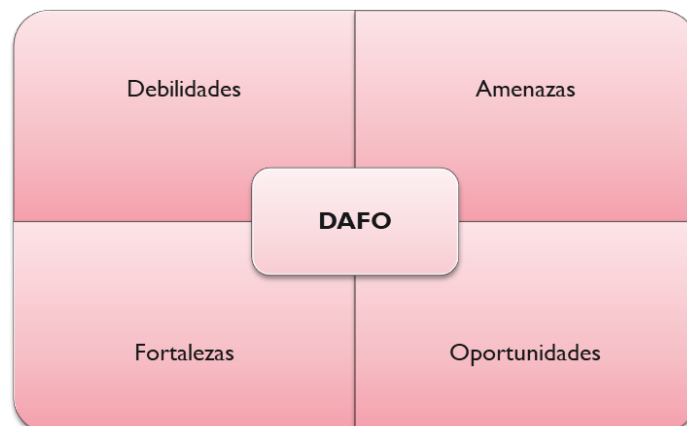 Debilidades
Amenazas
DAFO
Fortalezas
Oportunidades